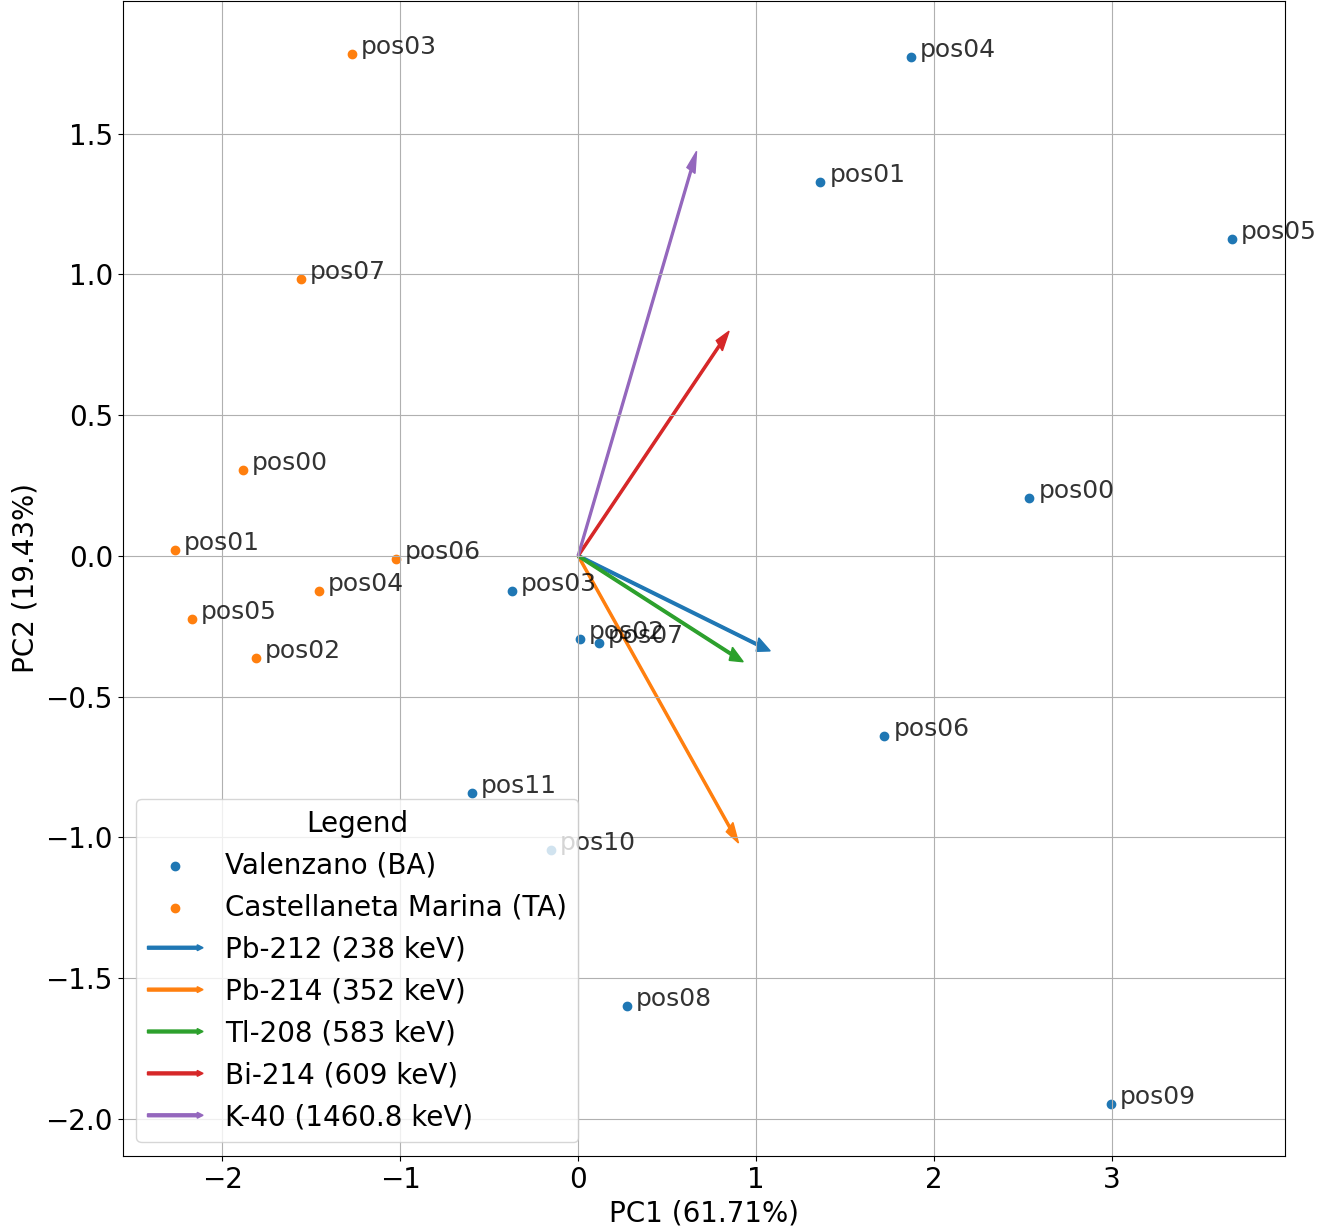 pos03
pos04
1.5
pos01
pos05
pos07
1.0
0.5
pos00
pos00
pos01
0.0
pos06
pos04
pos03
pos05
pos02
pos07
pos02
−0.5
pos06
pos11
Legend
−1.0
pos10
Valenzano (BA)
Castellaneta Marina (TA)
Pb-212 (238 keV)
−1.5
Pb-214 (352 keV)
pos08
Tl-208 (583 keV)
Bi-214 (609 keV)
pos09
K-40 (1460.8 keV)
−2.0
−2 −1 0 1 2 3
PC1 (61.71%)
PC2 (19.43%)